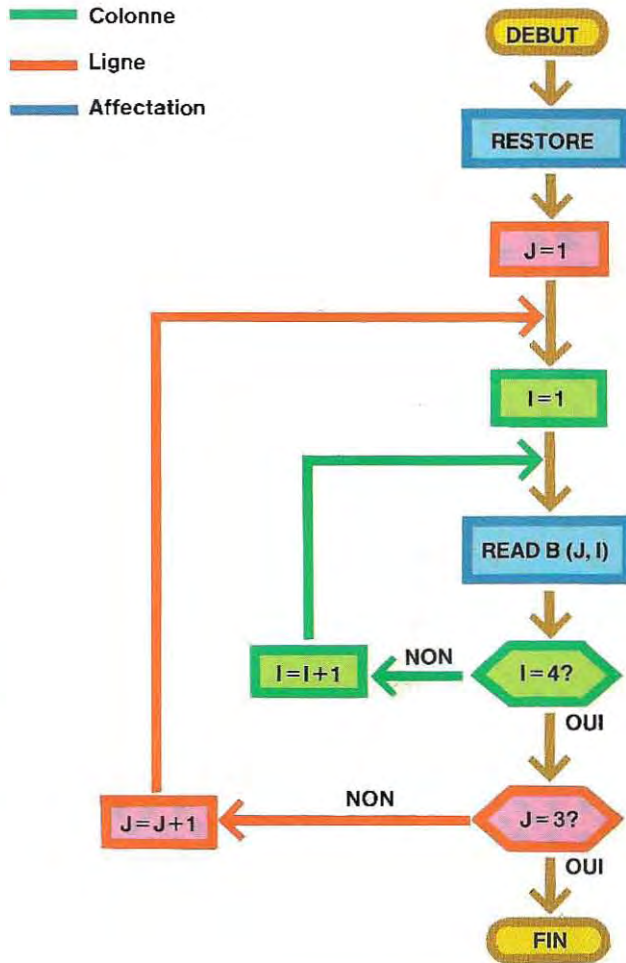 Colonne
Ligne
Affectation
DEBUT
RESTORE
J=1
I=1
READ B (J, I)
I=4?
NON
I=I+1
OUI
J=3?
NON
J=J+1
OUI
FIN